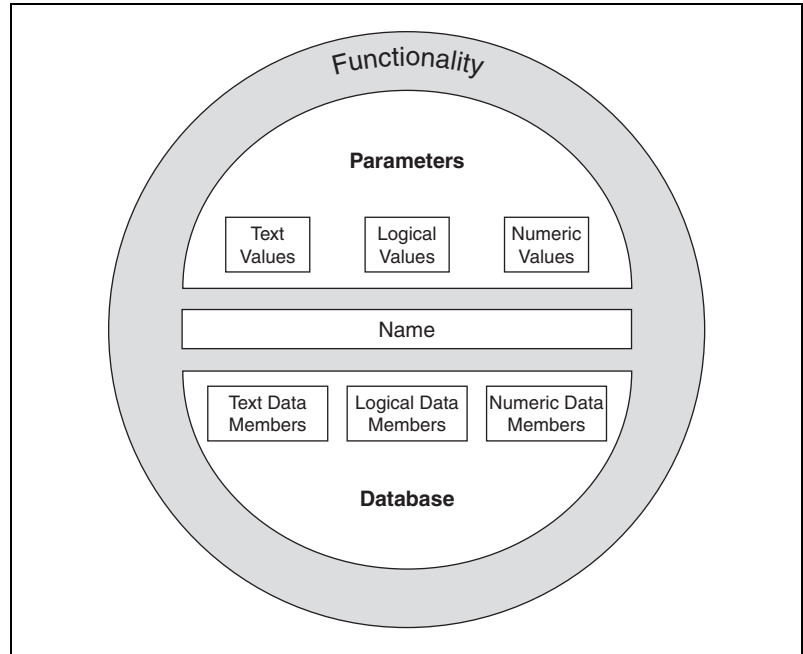 Functionality
Parameters
Text
Values
Logical
Values
Numeric
Values
Name
Text Data
Members
Logical Data
Members
Numeric Data
Members
Database